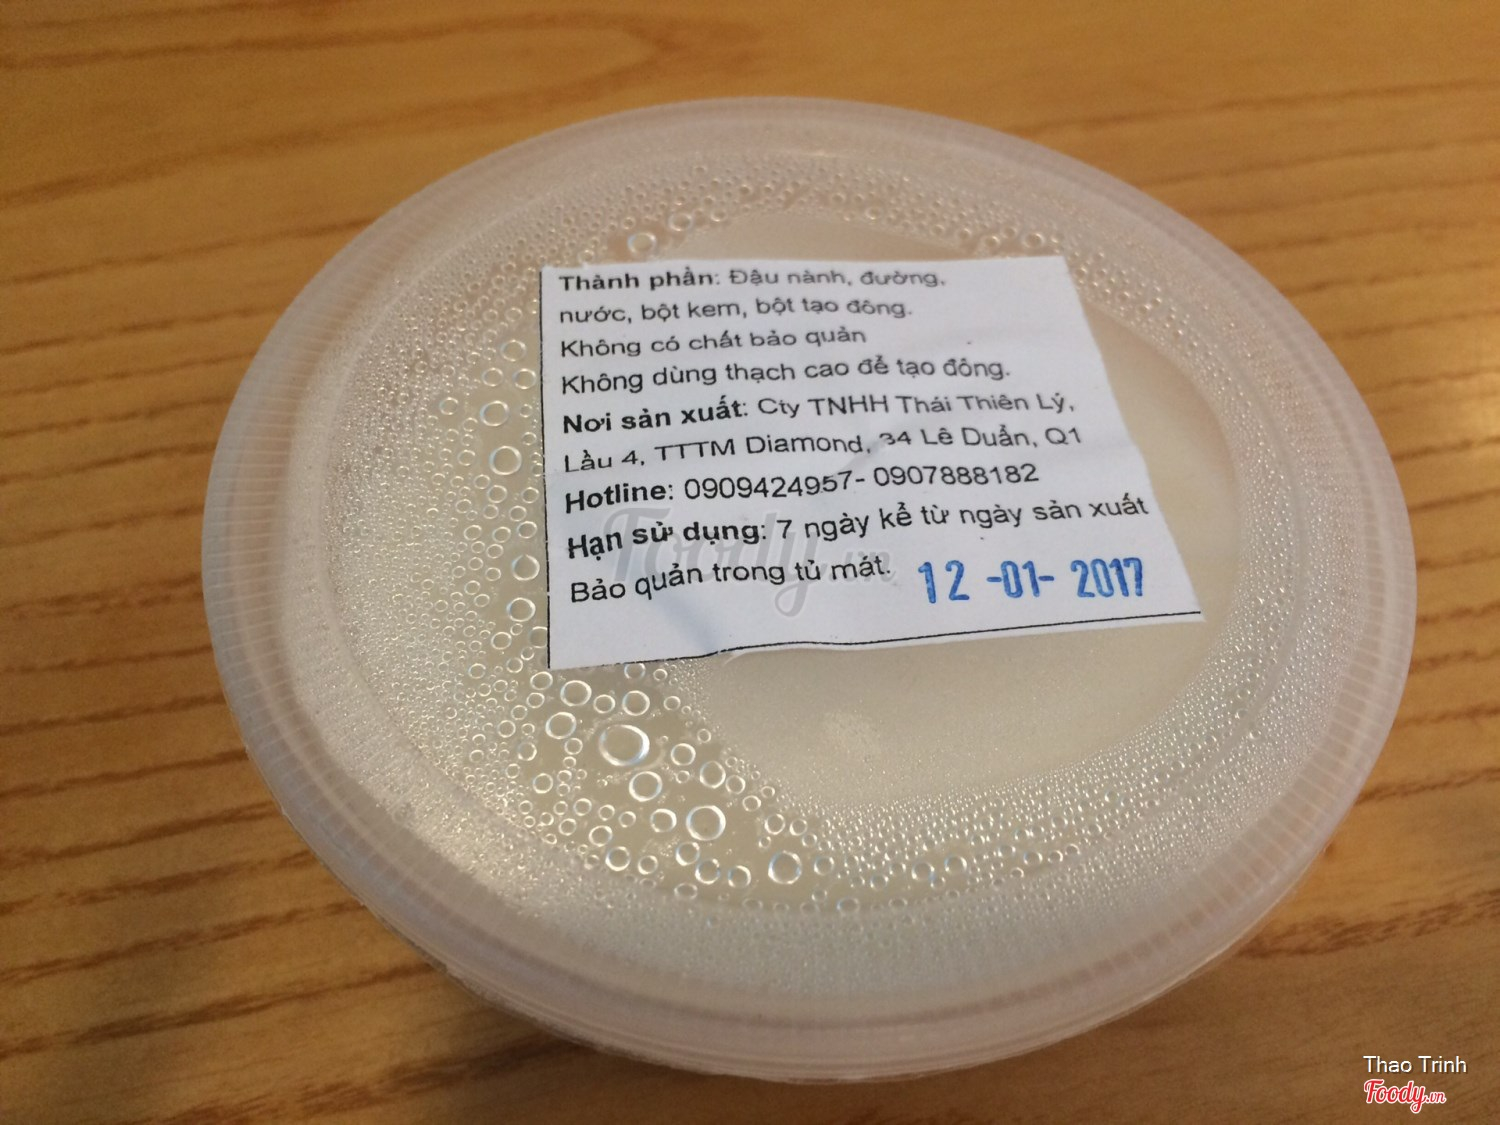 Thành phần: Đậu nành, đường,
nước, bột kem, bột tạo đông.
Không có chất bảo quản
Không dùng thạch cao để tạo đông.
Nơi sản xuất: Cty TNHH Thái Thiên Lý,
Lầu 4, TTTM Diamond, 34 Lê Duẩn, Q1
Hotline: 0909424957- 0907888182
Hạn sử dụng: 7 ngày kể từ ngày sản xuất
Bảo quản trong tủ mát. 12 -01- 2017
Foody.vn
Thao Trinh
Foody.vn